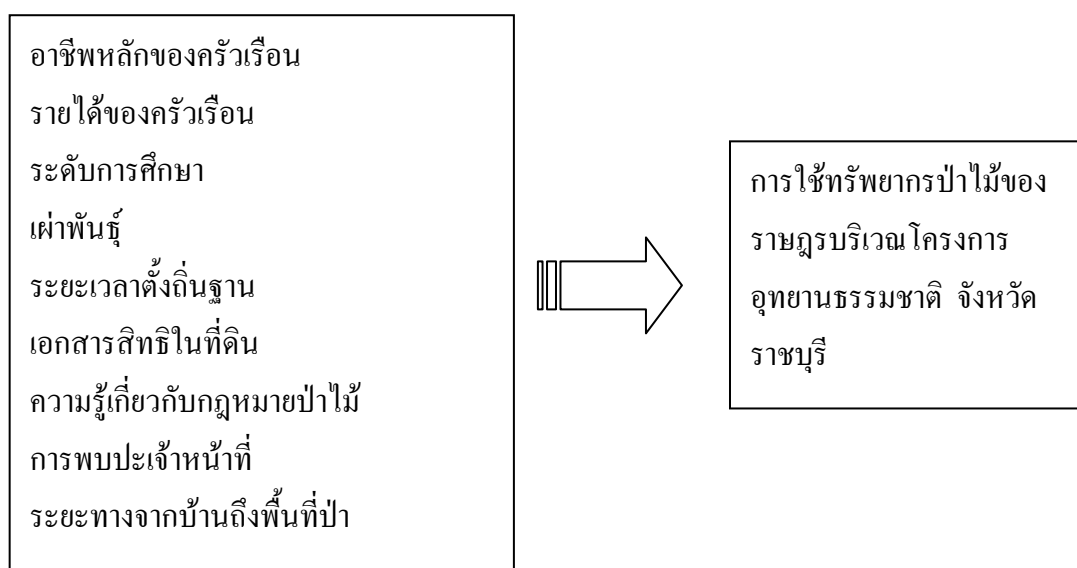 อาชีพหลักของครัวเรือน
รายได้ของครัวเรือน
ระดับการศึกษา
เผ่าพันธุ์
ระยะเวลาตั้งถิ่นฐาน
เอกสารสิทธิในที่ดิน
ความรู้เกี่ยวกับกฎหมายป่าไม้
การพบปะเจ้าหน้าที่
ระยะทางจากบ้านถึงพื้นที่ป่า
การใช้ทรัพยากรป่าไม้ของ
ราษฎรบริเวณโครงการ
อุทยานธรรมชาติ จังหวัด
ราชบุรี